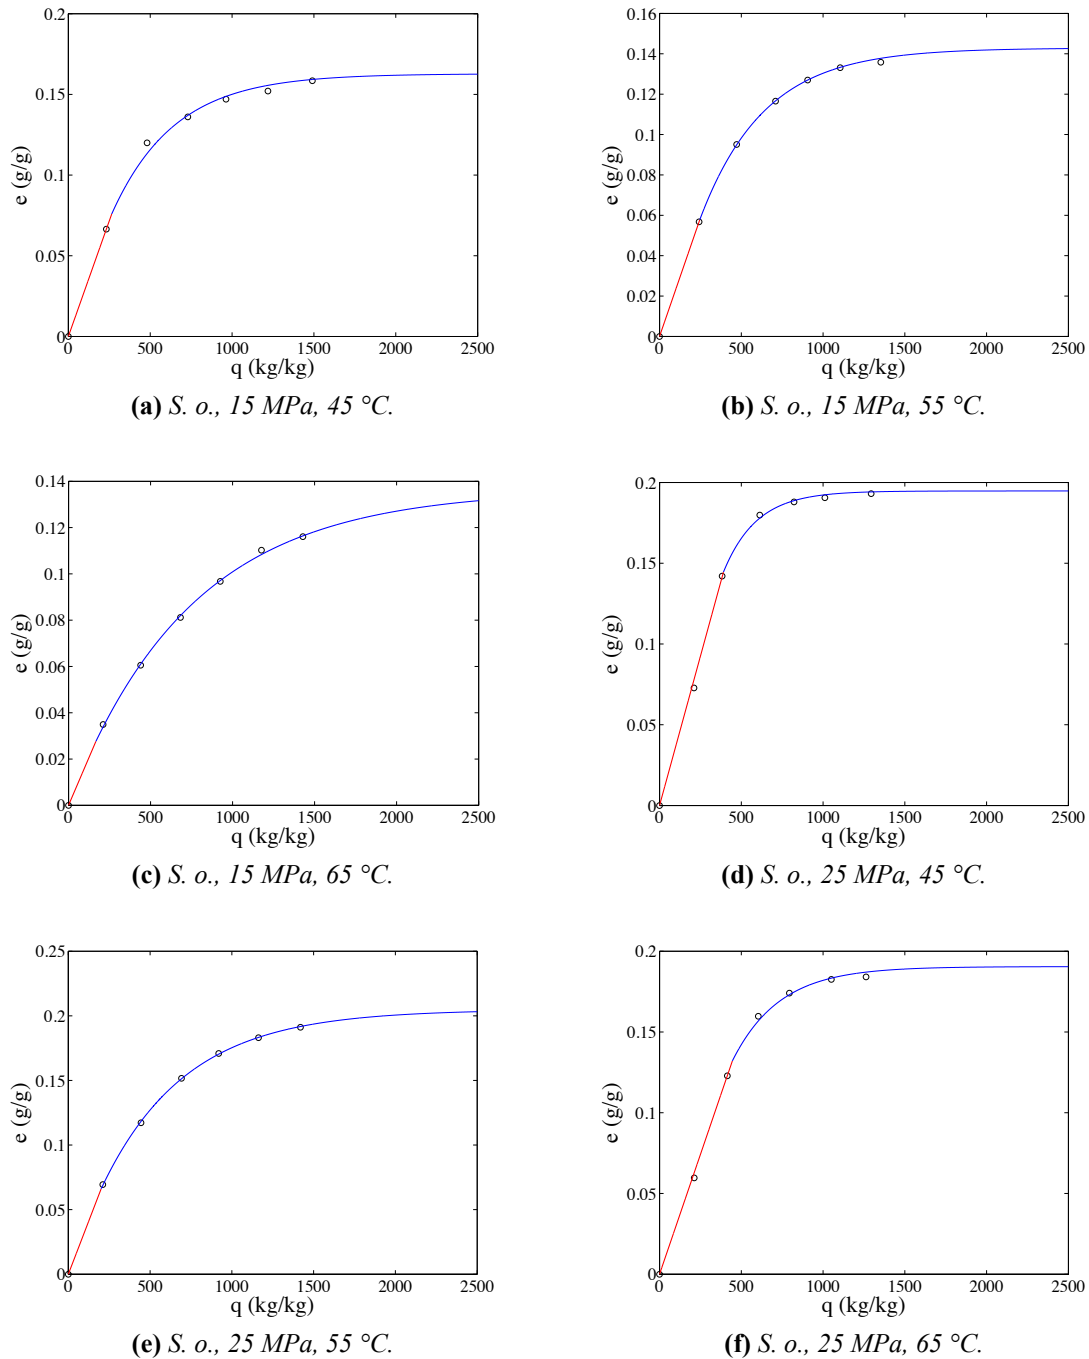 0.2
0.15
0.1
0.05
0
0 500 1000 1500 2000 2500
e (g/g)
q (kg/kg)
(a) S. o., 15 MPa, 45 °C.
0.16
0.14
0.12
0.1
0.08
0.06
0.04
0.02
0
0 500 1000 1500 2000 2500
e (g/g)
q (kg/kg)
(b) S. o., 15 MPa, 55 °C.
0.14
0.12
0.1
0.08
0.06
0.04
0.02
0
0 500 1000 1500 2000 2500
e (g/g)
q (kg/kg)
(c) S. o., 15 MPa, 65 °C.
0.2
0.15
0.1
0.05
0
0 500 1000 1500 2000 2500
e (g/g)
q (kg/kg)
(d) S. o., 25 MPa, 45 °C.
0.25
0.2
0.15
0.1
0.05
0
0 500 1000 1500 2000 2500
e (g/g)
q (kg/kg)
(e) S. o., 25 MPa, 55 °C.
0.2
0.15
0.1
0.05
0
0 500 1000 1500 2000 2500
e (g/g)
q (kg/kg)
(f) S. o., 25 MPa, 65 °C.